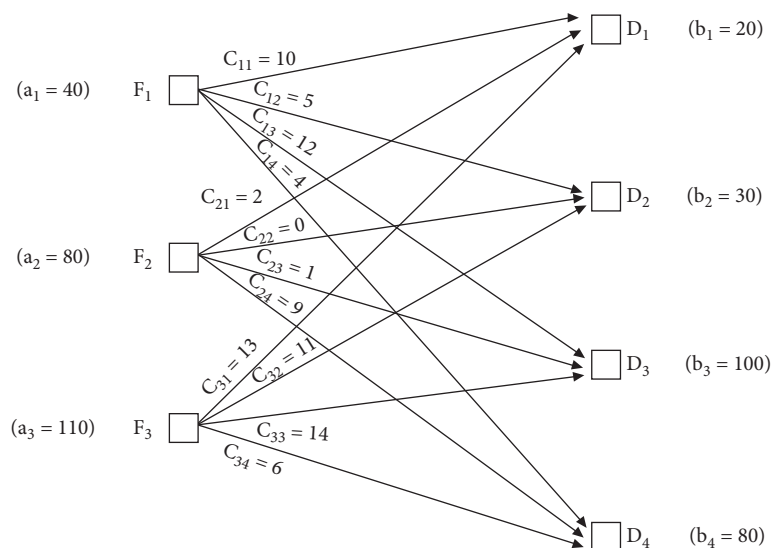 D₁ (b₁ = 20)
C₁₁ = 10
(a₁ = 40) F₁
C₁₂ = 5
C₁₃ = 12
C₁₄ = 4
C₂₁ = 2
D₂ (b₂ = 30)
C₂₂ = 0
(a₂ = 80) F₂
C₂₃ = 1
C₂₄ = 9
C₃₁ = 13
C₃₂ = 11
D₃ (b₃ = 100)
(a₃ = 110) F₃
C₃₃ = 14
C₃₄ = 6
D₄ (b₄ = 80)